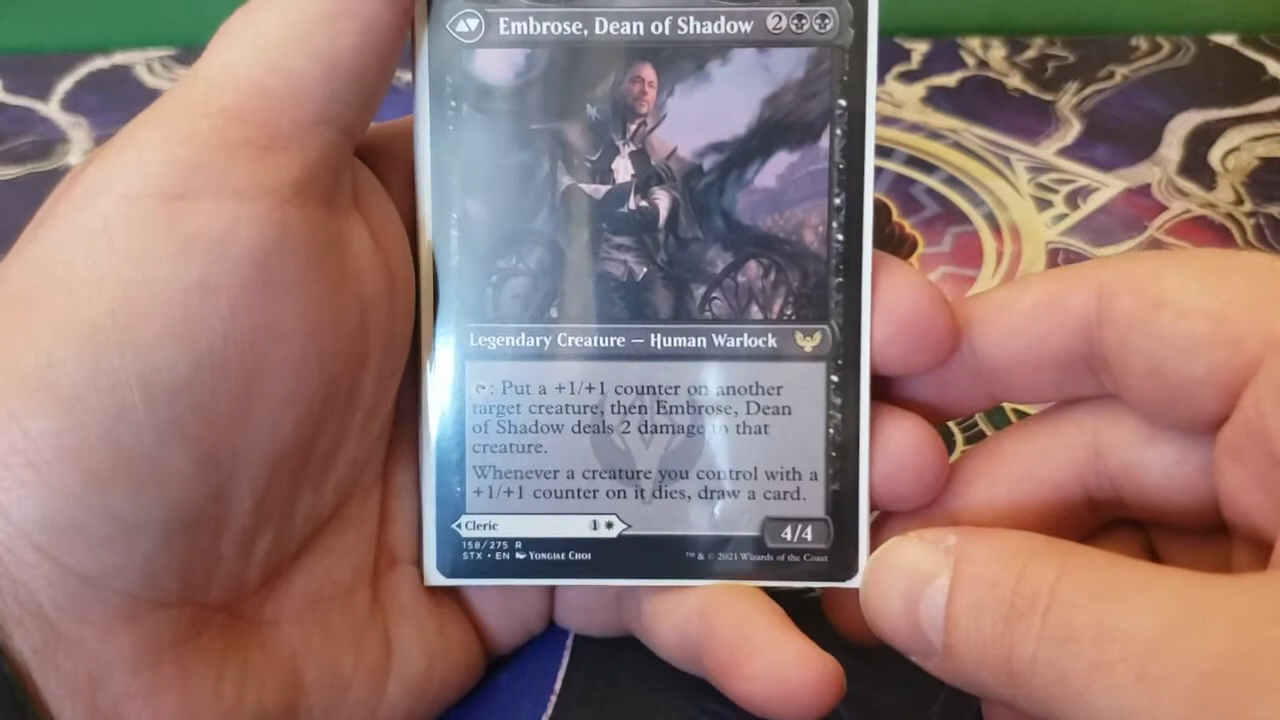 Embrose, Dean of Shadow 2
Legendary Creature — Human Warlock
: Put a +1/+1 counter on another
target creature, then Embrose, Dean
of Shadow deals 2 damage to that
creature.
Whenever a creature you control with a
+1/+1 counter on it dies, draw a card.
Cleric 1
4/4
158/275 R
STX • EN Yongjae Choi
™ & © 2021 Wizards of the Coast